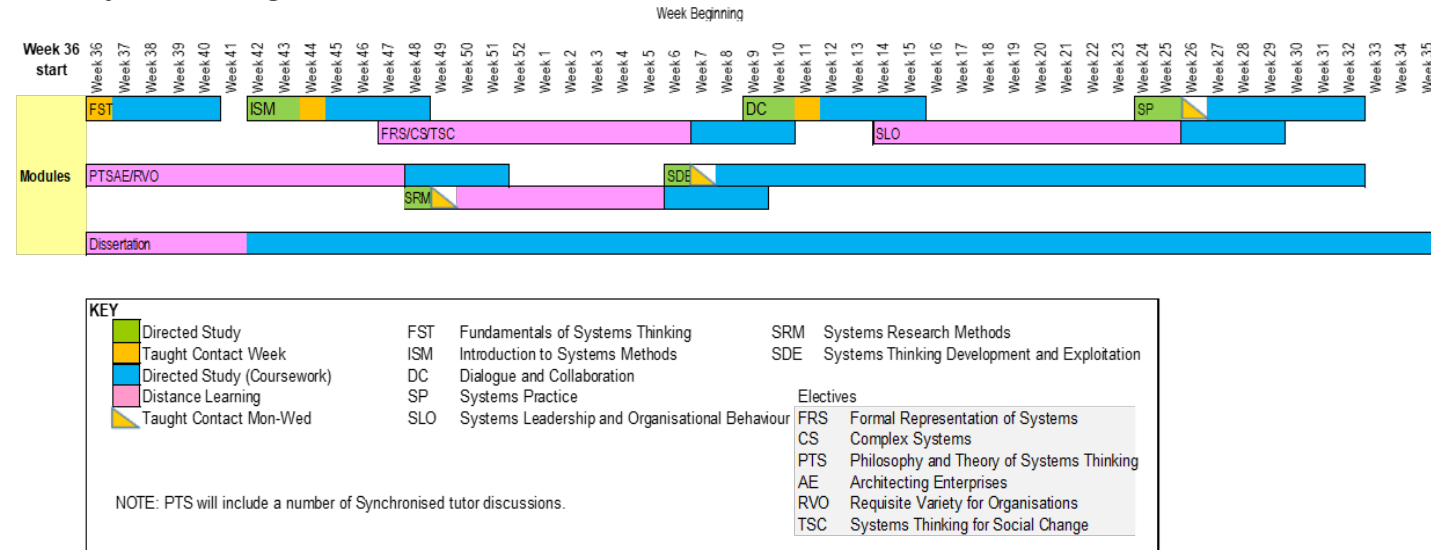 Week Beginning
Week 36 start
Week 36 Week 37 Week 38 Week 39 Week 40 Week 41 Week 42 Week 43 Week 44 Week 45 Week 46 Week 47 Week 48 Week 49 Week 50 Week 51 Week 52 Week 1 Week 2 Week 3 Week 4 Week 5 Week 6 Week 7 Week 8 Week 9 Week 10 Week 11 Week 12 Week 13 Week 14 Week 15 Week 16 Week 17 Week 18 Week 19 Week 20 Week 21 Week 22 Week 23 Week 24 Week 25 Week 26 Week 27 Week 28 Week 29 Week 30 Week 31 Week 32 Week 33 Week 34 Week 35
FST ISM DC SP
FRS/CS/TSC SLO
Modules PTSAE/RVO SDE
SRM
Dissertation
KEY
Directed Study FST Fundamentals of Systems Thinking SRM Systems Research Methods
Taught Contact Week ISM Introduction to Systems Methods SDE Systems Thinking Development and Exploitation
Directed Study (Coursework) DC Dialogue and Collaboration
Distance Learning SP Systems Practice Electives
Taught Contact Mon-Wed SLO Systems Leadership and Organisational Behaviour FRS Formal Representation of Systems
CS Complex Systems
PTS Philosophy and Theory of Systems Thinking
AE Architecting Enterprises
NOTE: PTS will include a number of Synchronised tutor discussions. RVO Requisite Variety for Organisations
TSC Systems Thinking for Social Change